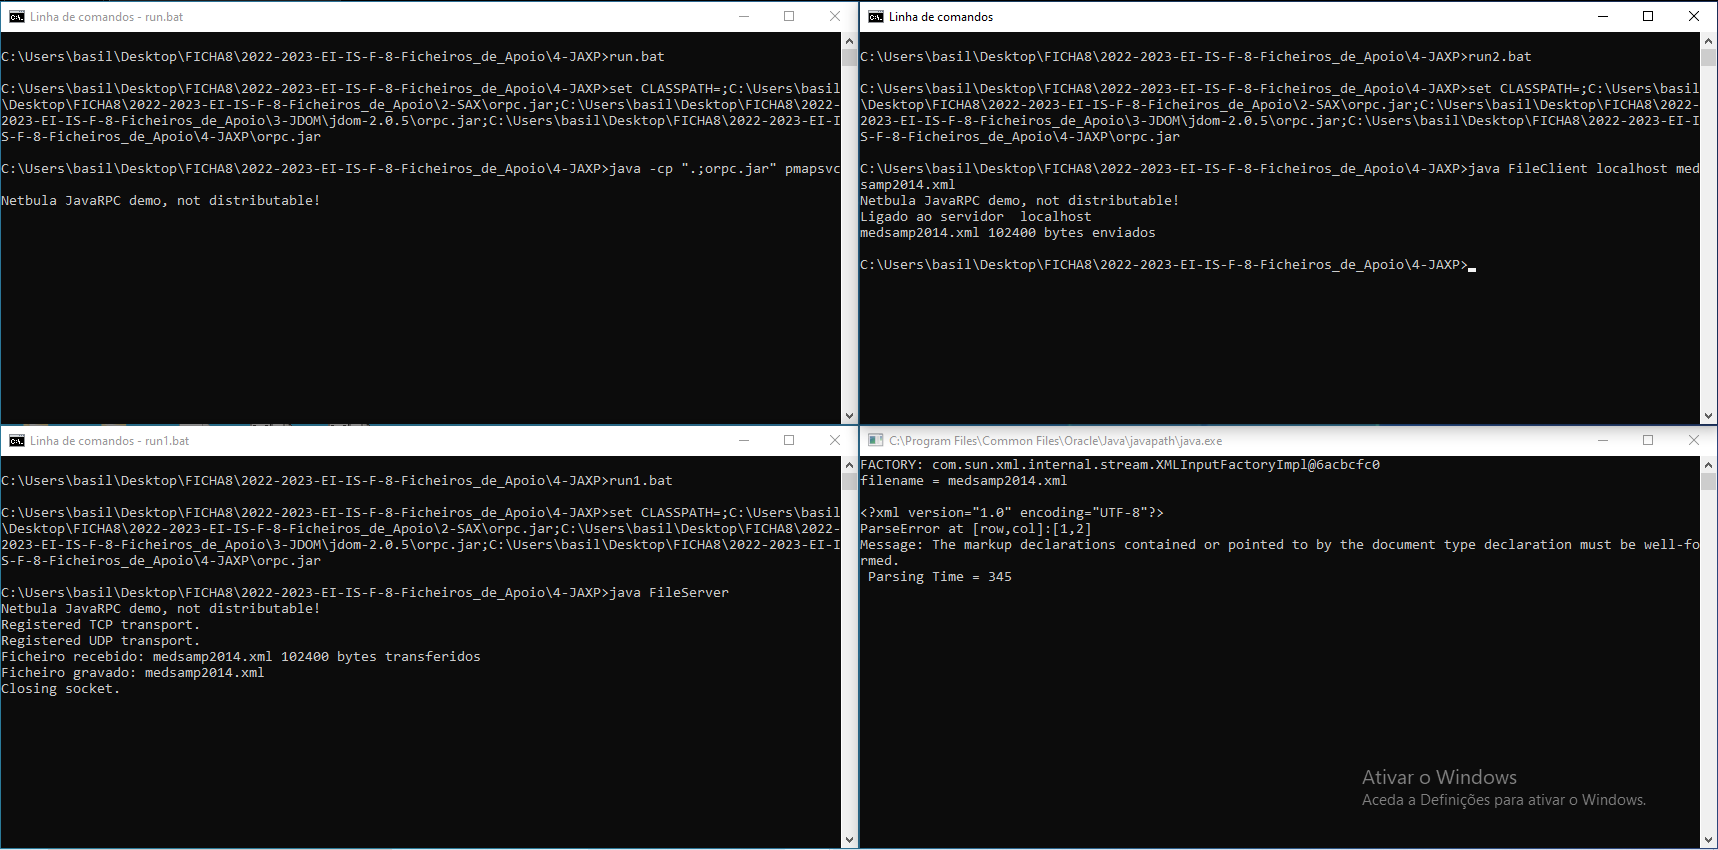 Linha de comandos - run.bat
C:\Users\basil\Desktop\FICHA8\2022-2023-EI-IS-F-8-Ficheiros_de_Apoio\4-JAXP>run.bat
C:\Users\basil\Desktop\FICHA8\2022-2023-EI-IS-F-8-Ficheiros_de_Apoio\4-JAXP>set CLASSPATH=;C:\Users\basil
\Desktop\FICHA8\2022-2023-EI-IS-F-8-Ficheiros_de_Apoio\2-SAX\orpc.jar;C:\Users\basil\Desktop\FICHA8\2022-
2023-EI-IS-F-8-Ficheiros_de_Apoio\3-JDOM\jdom-2.0.5\orpc.jar;C:\Users\basil\Desktop\FICHA8\2022-2023-EI-I
S-F-8-Ficheiros_de_Apoio\4-JAXP\orpc.jar
C:\Users\basil\Desktop\FICHA8\2022-2023-EI-IS-F-8-Ficheiros_de_Apoio\4-JAXP>java -cp ".;orpc.jar" pmapsvc
Netbula JavaRPC demo, not distributable!
Linha de comandos
C:\Users\basil\Desktop\FICHA8\2022-2023-EI-IS-F-8-Ficheiros_de_Apoio\4-JAXP>run2.bat
C:\Users\basil\Desktop\FICHA8\2022-2023-EI-IS-F-8-Ficheiros_de_Apoio\4-JAXP>set CLASSPATH=;C:\Users\basil
\Desktop\FICHA8\2022-2023-EI-IS-F-8-Ficheiros_de_Apoio\2-SAX\orpc.jar;C:\Users\basil\Desktop\FICHA8\2022-
2023-EI-IS-F-8-Ficheiros_de_Apoio\3-JDOM\jdom-2.0.5\orpc.jar;C:\Users\basil\Desktop\FICHA8\2022-2023-EI-I
S-F-8-Ficheiros_de_Apoio\4-JAXP\orpc.jar
C:\Users\basil\Desktop\FICHA8\2022-2023-EI-IS-F-8-Ficheiros_de_Apoio\4-JAXP>java FileClient localhost med
samp2014.xml
Netbula JavaRPC demo, not distributable!
Ligado ao servidor  localhost
medsamp2014.xml 102400 bytes enviados
C:\Users\basil\Desktop\FICHA8\2022-2023-EI-IS-F-8-Ficheiros_de_Apoio\4-JAXP>
Linha de comandos - run1.bat
C:\Users\basil\Desktop\FICHA8\2022-2023-EI-IS-F-8-Ficheiros_de_Apoio\4-JAXP>run1.bat
C:\Users\basil\Desktop\FICHA8\2022-2023-EI-IS-F-8-Ficheiros_de_Apoio\4-JAXP>set CLASSPATH=;C:\Users\basil
\Desktop\FICHA8\2022-2023-EI-IS-F-8-Ficheiros_de_Apoio\2-SAX\orpc.jar;C:\Users\basil\Desktop\FICHA8\2022-
2023-EI-IS-F-8-Ficheiros_de_Apoio\3-JDOM\jdom-2.0.5\orpc.jar;C:\Users\basil\Desktop\FICHA8\2022-2023-EI-I
S-F-8-Ficheiros_de_Apoio\4-JAXP\orpc.jar
C:\Users\basil\Desktop\FICHA8\2022-2023-EI-IS-F-8-Ficheiros_de_Apoio\4-JAXP>java FileServer
Netbula JavaRPC demo, not distributable!
Registered TCP transport.
Registered UDP transport.
Ficheiro recebido: medsamp2014.xml 102400 bytes transferidos
Ficheiro gravado: medsamp2014.xml
Closing socket.
C:\Program Files\Common Files\Oracle\Java\javapath\java.exe
FACTORY: com.sun.xml.internal.stream.XMLInputFactoryImpl@6acbcfc0
filename = medsamp2014.xml
<?xml version="1.0" encoding="UTF-8"?>
ParseError at [row,col]:[1,2]
Message: The markup declarations contained or pointed to by the document type declaration must be well-fo
rmed.
 Parsing Time = 345
Ativar o Windows
Aceda a Definições para ativar o Windows.